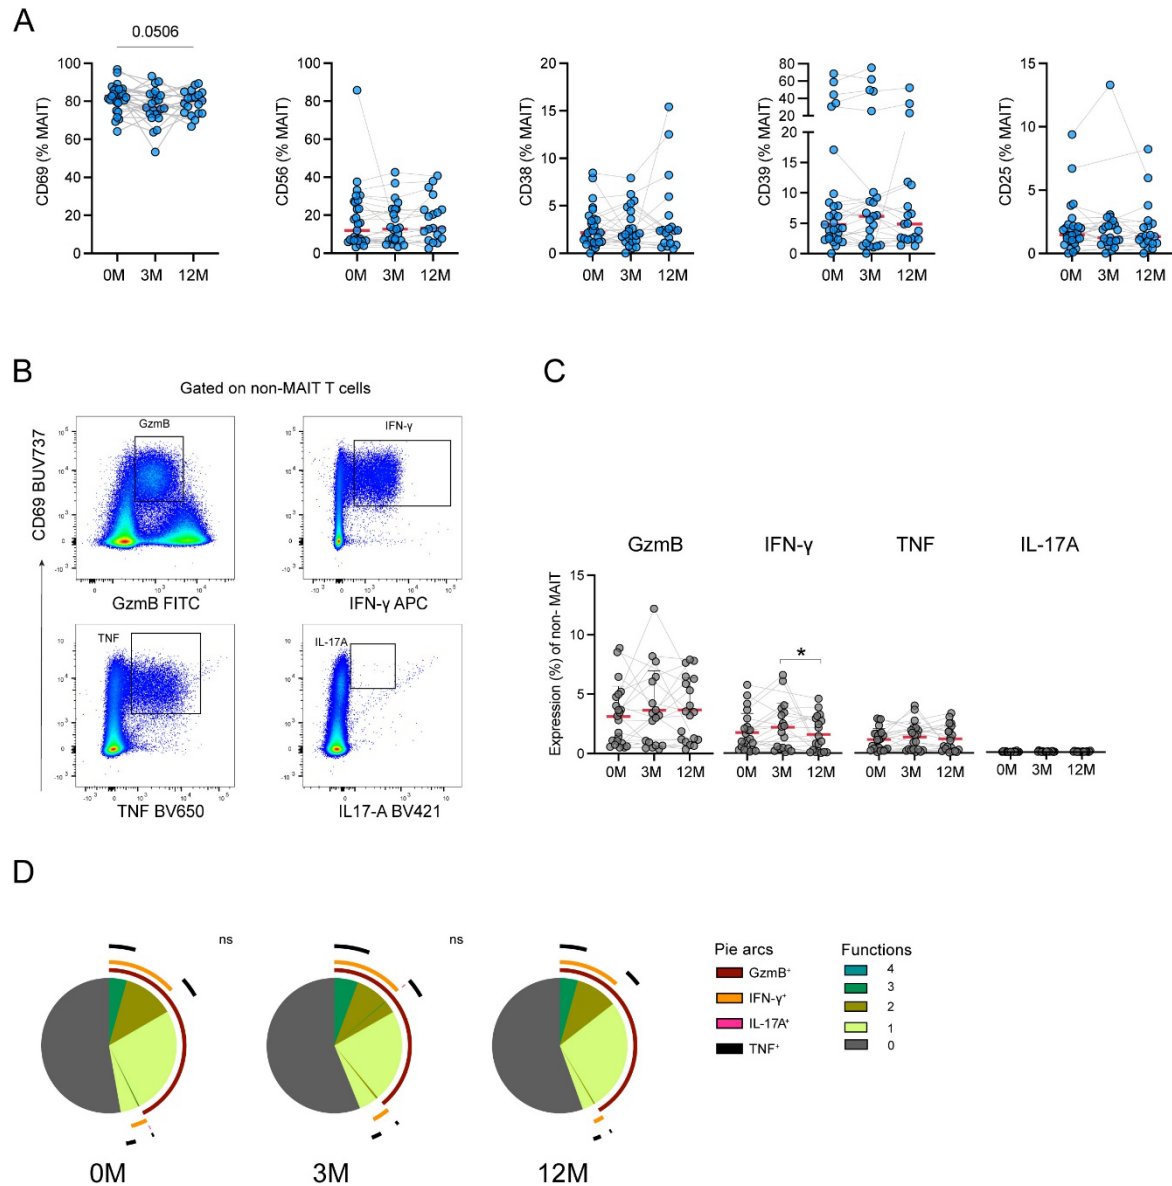 A
0.0506
CD69 (% MAIT)
100
80
60
40
20
0
0M 3M 12M
CD56 (% MAIT)
100
80
60
40
20
0
0M 3M 12M
CD38 (% MAIT)
20
15
10
5
0
0M 3M 12M
CD39 (% MAIT)
80
60
40
20
20
15
10
5
0
0M 3M 12M
CD25 (% MAIT)
15
10
5
0
0M 3M 12M
B
Gated on non-MAIT T cells
CD69 BUV737
GzmB
GzmB FITC
IFN-γ
IFN-γ APC
TNF
TNF BV650
IL-17A
IL17-A BV421
C
GzmB IFN-γ TNF IL-17A
Expression (%) of non- MAIT
15
10
5
0
*
0M 3M 12M 0M 3M 12M 0M 3M 12M 0M 3M 12M
D
ns ns
0M 3M 12M
Pie arcs
GzmB⁺
IFN-γ⁺
IL-17A⁺
TNF⁺
Functions
4
3
2
1
0